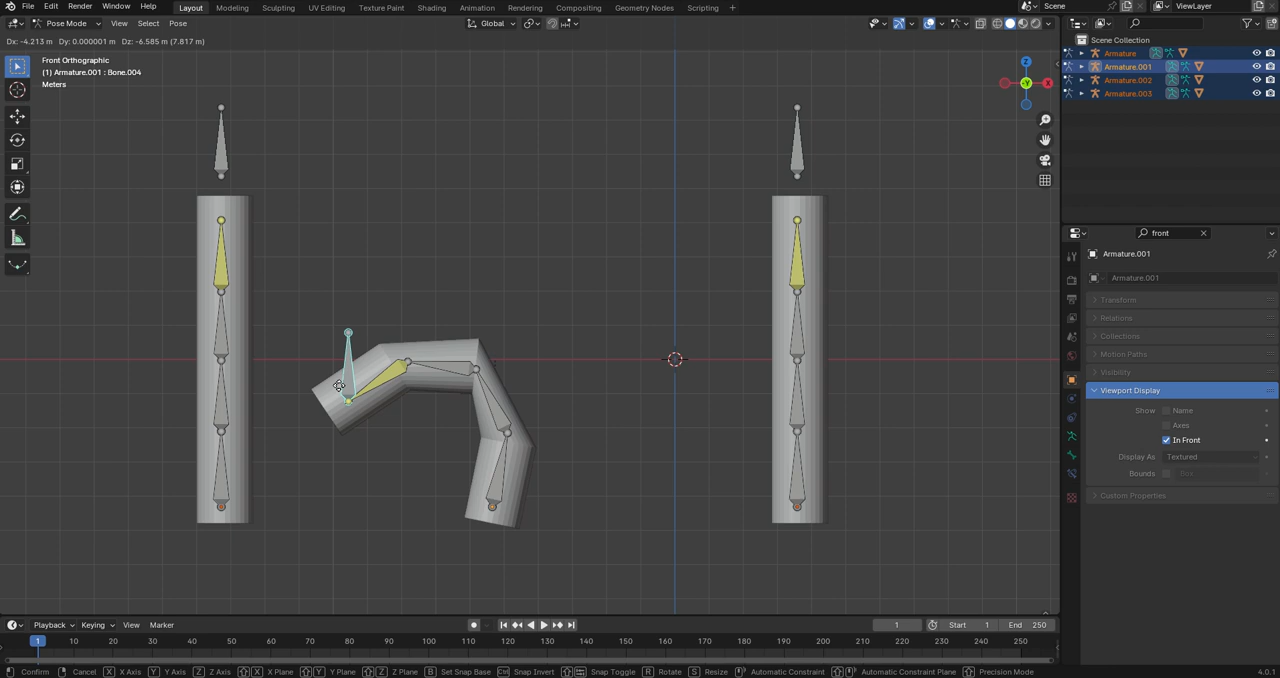 File Edit Render Window Help Layout Modeling Sculpting UV Editing Texture Paint Shading Animation Rendering Compositing Geometry Nodes Scripting + Scene ViewLayer
Pose Mode View Select Pose Global
Dx: -4.213 m Dy: 0.000001 m Dz: -6.585 m (7.817 m)
Front Orthographic
(1) Armature.001 : Bone.004
Meters
Z
-Y
X
Scene Collection
Armature
Armature.001
Armature.002
Armature.003
front
Armature.001
Armature.001
Transform
Relations
Collections
Motion Paths
Visibility
Viewport Display
Show Name
Axes
In Front
Display As Textured
Bounds Box
Custom Properties
Playback Keying View Marker 1 Start 1 End 250
1 10 20 30 40 50 60 70 80 90 100 110 120 130 140 150 160 170 180 190 200 210 220 230 240 250
Confirm Cancel X X Axis Y Y Axis Z Z Axis X X Plane Y Y Plane Z Z Plane B Set Snap Base Ctrl Snap Invert Snap Toggle R Rotate S Resize Automatic Constraint Automatic Constraint Plane Precision Mode 4.0.1